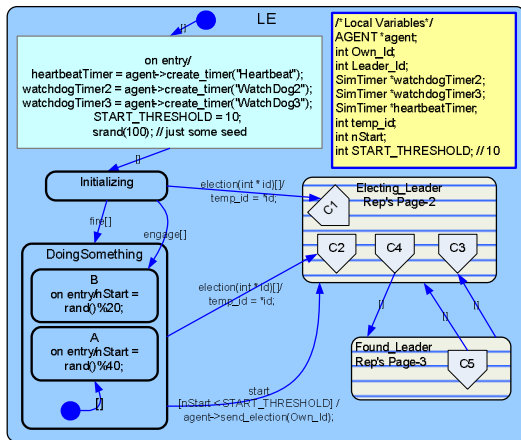 LE
[]
on entry/
heartbeatTimer = agent->create_timer("Heartbeat");
watchdogTimer2 = agent->create_timer("WatchDog2");
watchdogTimer3 = agent->create_timer("WatchDog3");
START_THRESHOLD = 10;
srand(100); // just some seed
/*Local Variables*/
AGENT *agent;
int Own_Id;
int Leader_Id;
SimTimer *watchdogTimer2;
SimTimer *watchdogTimer3;
SimTimer *heartbeatTimer;
int temp_id;
int nStart;
int START_THRESHOLD; // 10
[]
Initializing
election(int * id)[]/
temp_id = *id;
Electing_Leader
Rep's Page-2
C1
fire[]
engage[]
C2
C4
C3
DoingSomething
B
on entry/nStart =
rand()%20;
election(int * id)[]/
temp_id = *id;
[]
[]
[]
A
on entry/nStart =
rand()%40;
Found_Leader
Rep's Page-3
C5
[]
start
[nStart < START_THRESHOLD] /
agent->send_election(Own_Id);